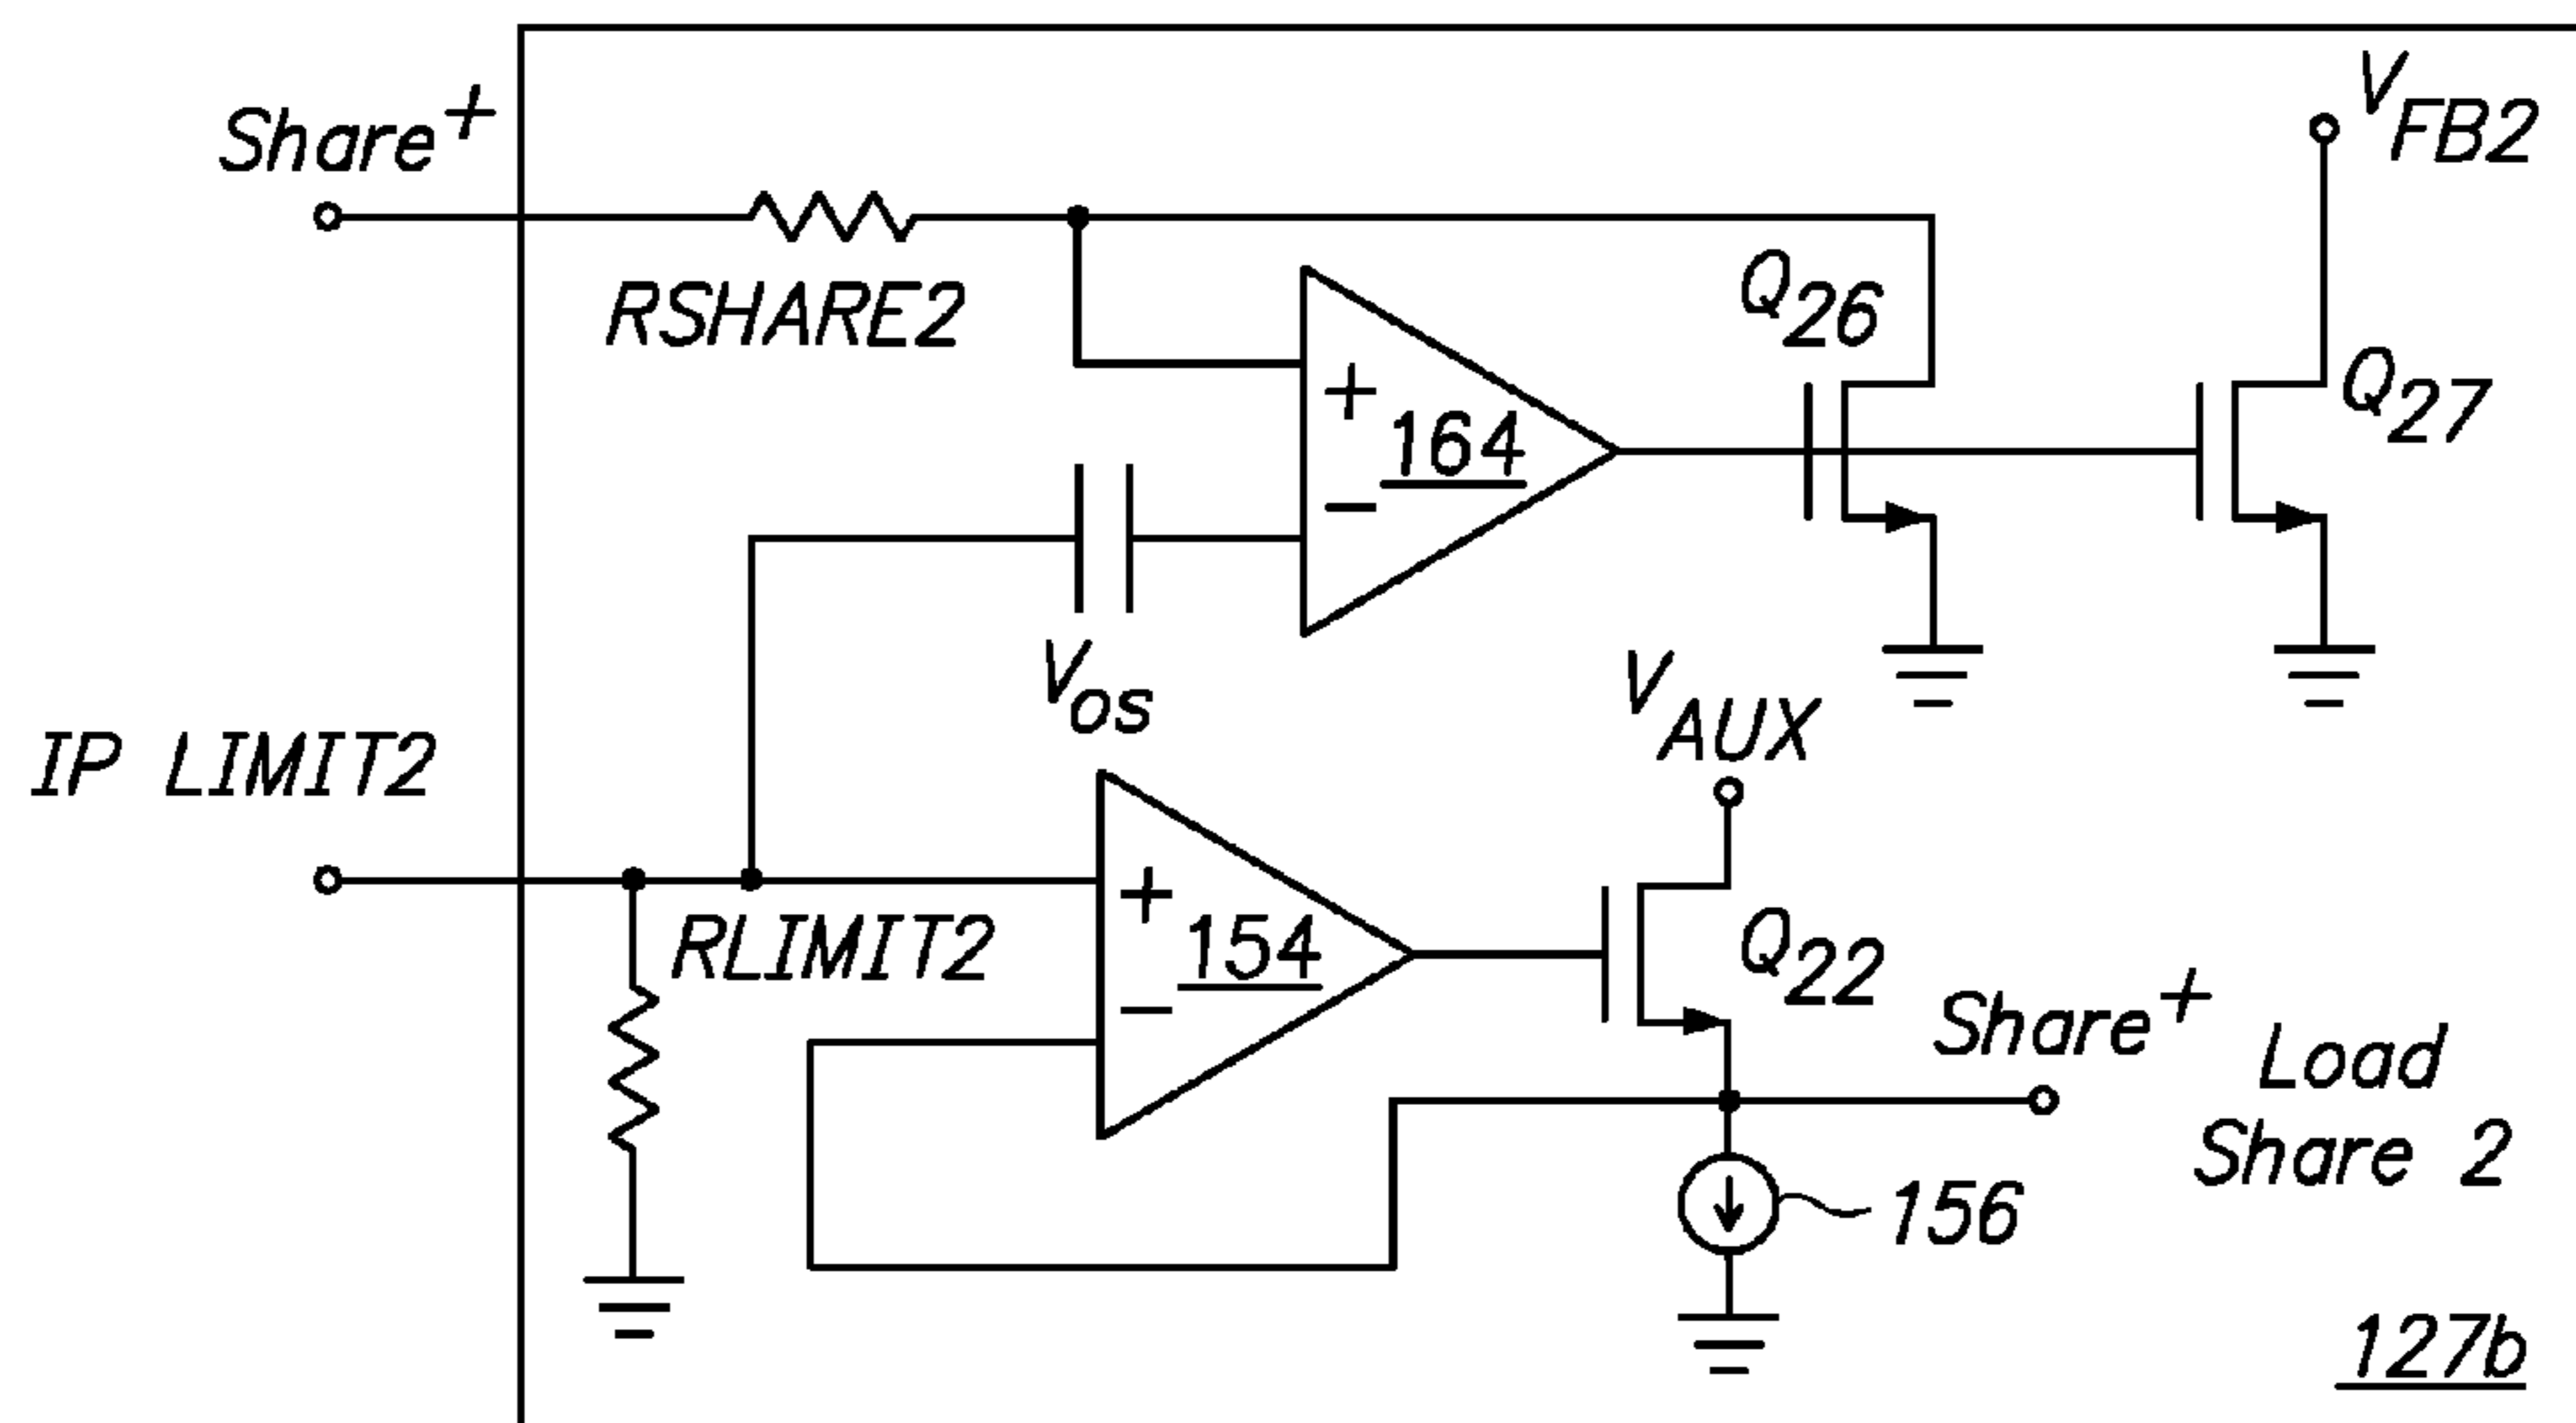 Share+
VFB2
RSHARE2
Q26
Q27
+
164
−
Vos
VAUX
IP LIMIT2
RLIMIT2
+
154
−
Q22
Share+
Load
Share 2
156
127b